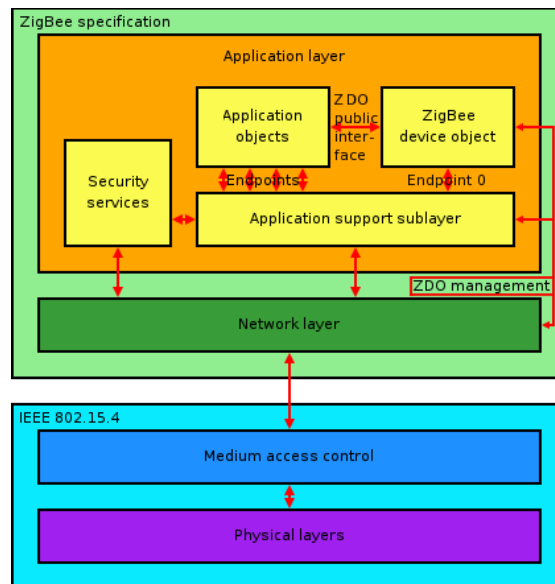 ZigBee specification
Application layer
Application
objects
ZDO
public
inter-
face
ZigBee
device object
Security
services
Endpoints
Endpoint 0
Application support sublayer
ZDO management
Network layer
IEEE 802.15.4
Medium access control
Physical layers